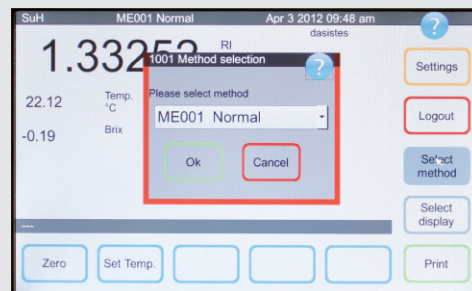 SuH ME001 Normal Apr 3 2012 09:48 am
?
dasistes
1.33252 RI
1001 Method selection ?
Please select method
ME001 Normal
Ok Cancel
22.12 Temp. °C
-0.19 Brix
---
Settings
Logout
Select method
Select display
Zero Set Temp. Print